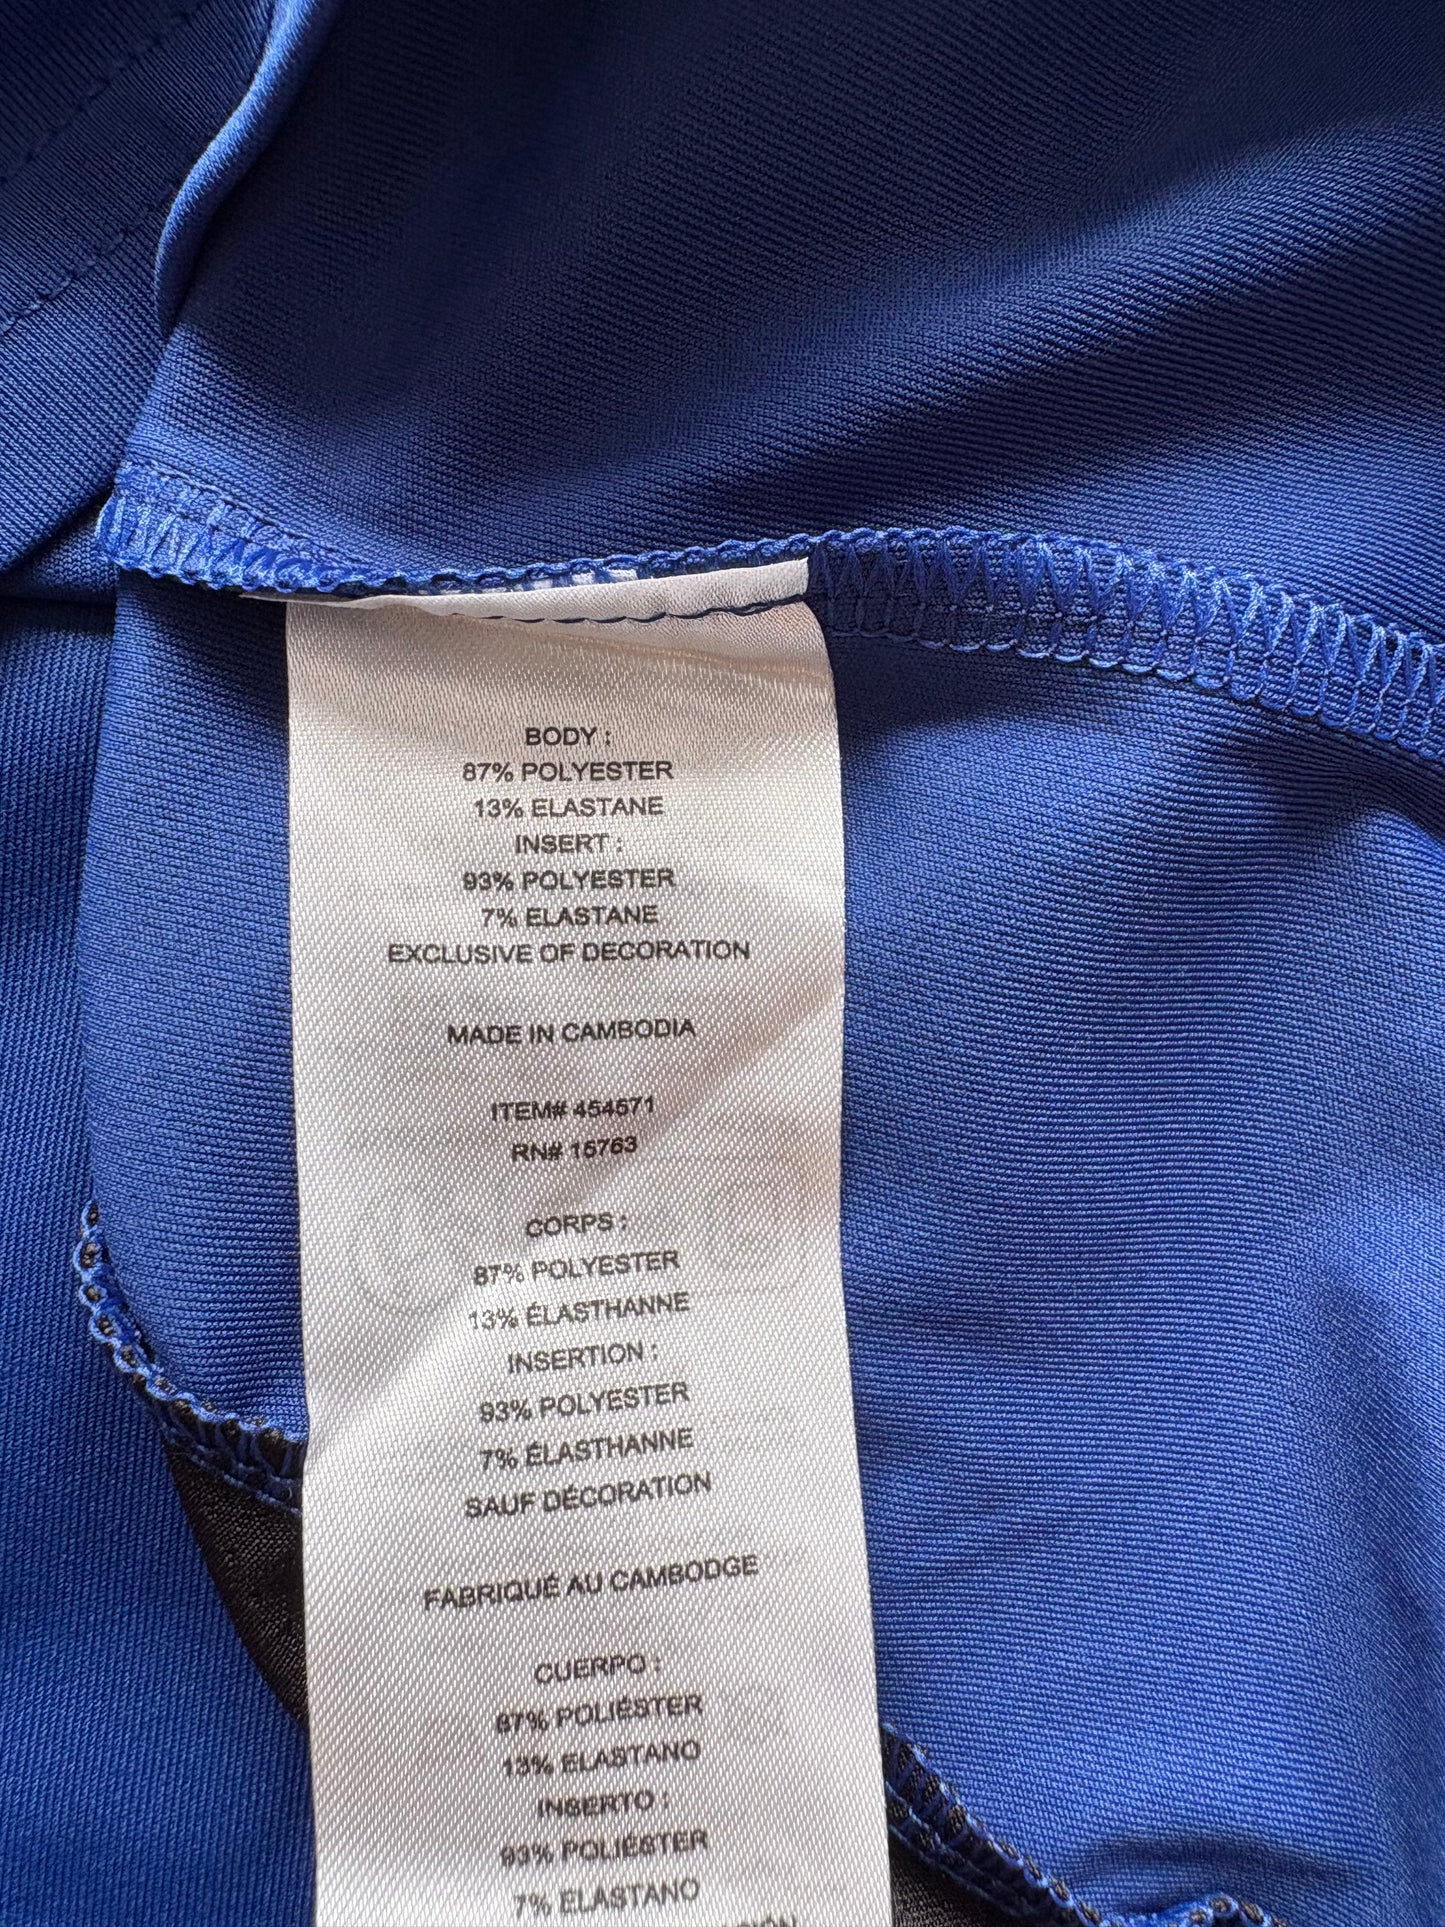 BODY :
87% POLYESTER
13% ELASTANE
INSERT :
93% POLYESTER
7% ELASTANE
EXCLUSIVE OF DECORATION
MADE IN CAMBODIA
ITEM# 454571
RN# 15763
CORPS :
87% POLYESTER
13% ÉLASTHANNE
INSERTION :
93% POLYESTER
7% ÉLASTHANNE
SAUF DÉCORATION
FABRIQUÉ AU CAMBODGE
CUERPO :
87% POLIÉSTER
13% ELASTANO
INSERTO :
93% POLIÉSTER
7% ELASTANO